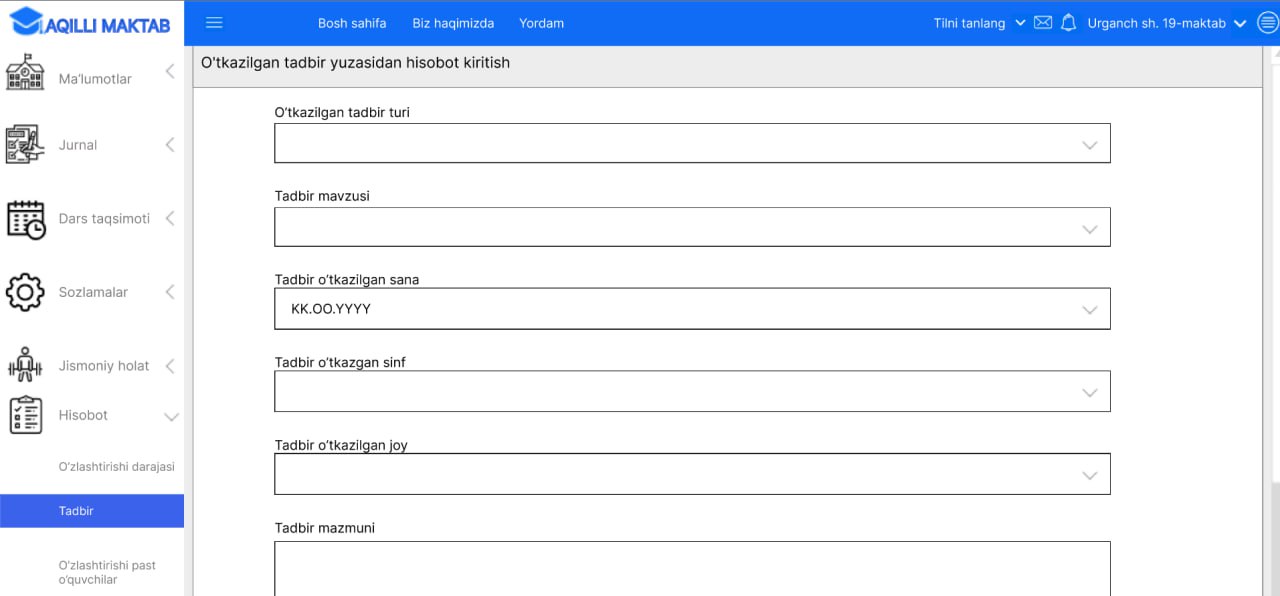 AQILLI MAKTAB
Bosh sahifa
Biz haqimizda
Yordam
Tilni tanlang
Urganch sh. 19-maktab
Ma'lumotlar
Jurnal
Dars taqsimoti
Sozlamalar
Jismoniy holat
Hisobot
O'zlashtirishi darajasi
Tadbir
O'zlashtirishi past
o'quvchilar
O'tkazilgan tadbir yuzasidan hisobot kiritish
O'tkazilgan tadbir turi
Tadbir mavzusi
Tadbir o'tkazilgan sana
KK.OO.YYYY
Tadbir o'tkazgan sinf
Tadbir o'tkazilgan joy
Tadbir mazmuni